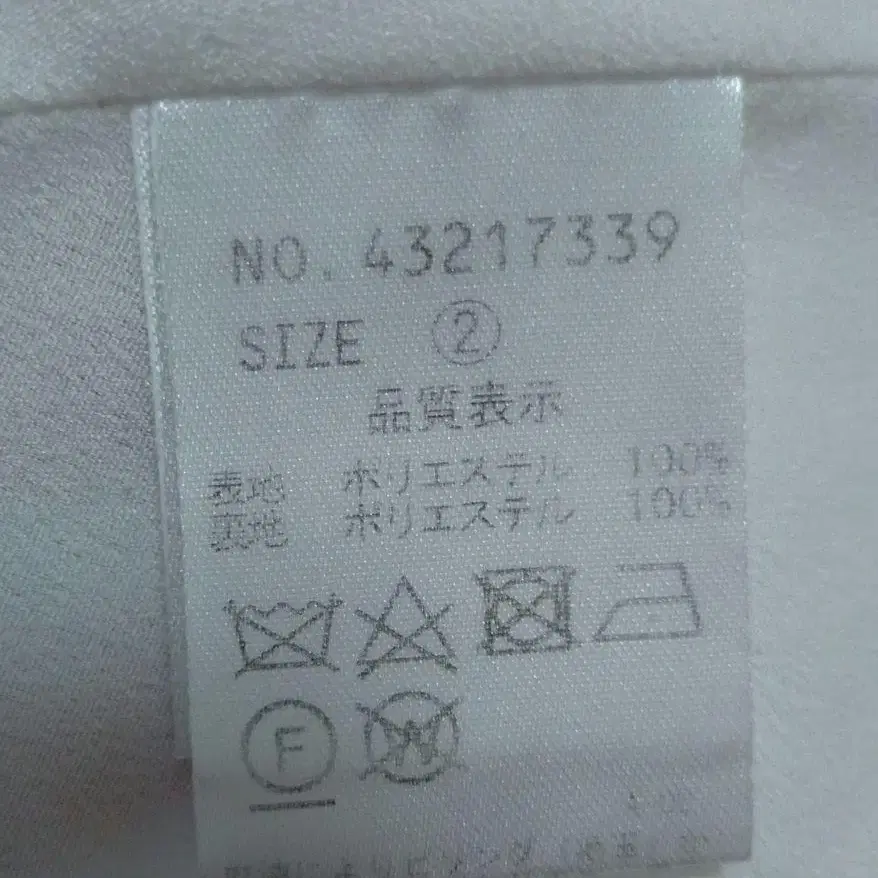 NO. 43217339
SIZE ②
品質表示
表地 ポリエステル 100%
裏地 ポリエステル 100%
F
W